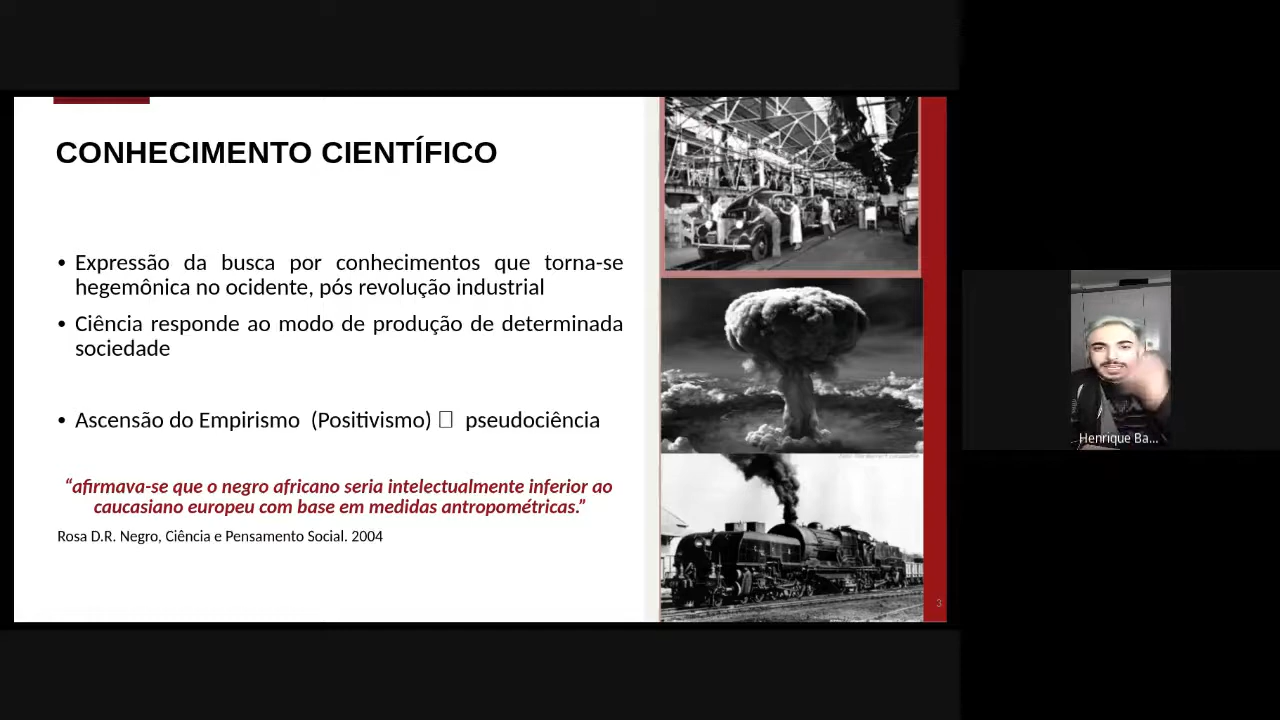 CONHECIMENTO CIENTÍFICO
• Expressão da busca por conhecimentos que torna-se
hegemônica no ocidente, pós revolução industrial
• Ciência responde ao modo de produção de determinada
sociedade
• Ascensão do Empirismo (Positivismo) pseudociência
“afirmava-se que o negro africano seria intelectualmente inferior ao
caucasiano europeu com base em medidas antropométricas.”
Rosa D.R. Negro, Ciência e Pensamento Social. 2004
3
Henrique Ba...